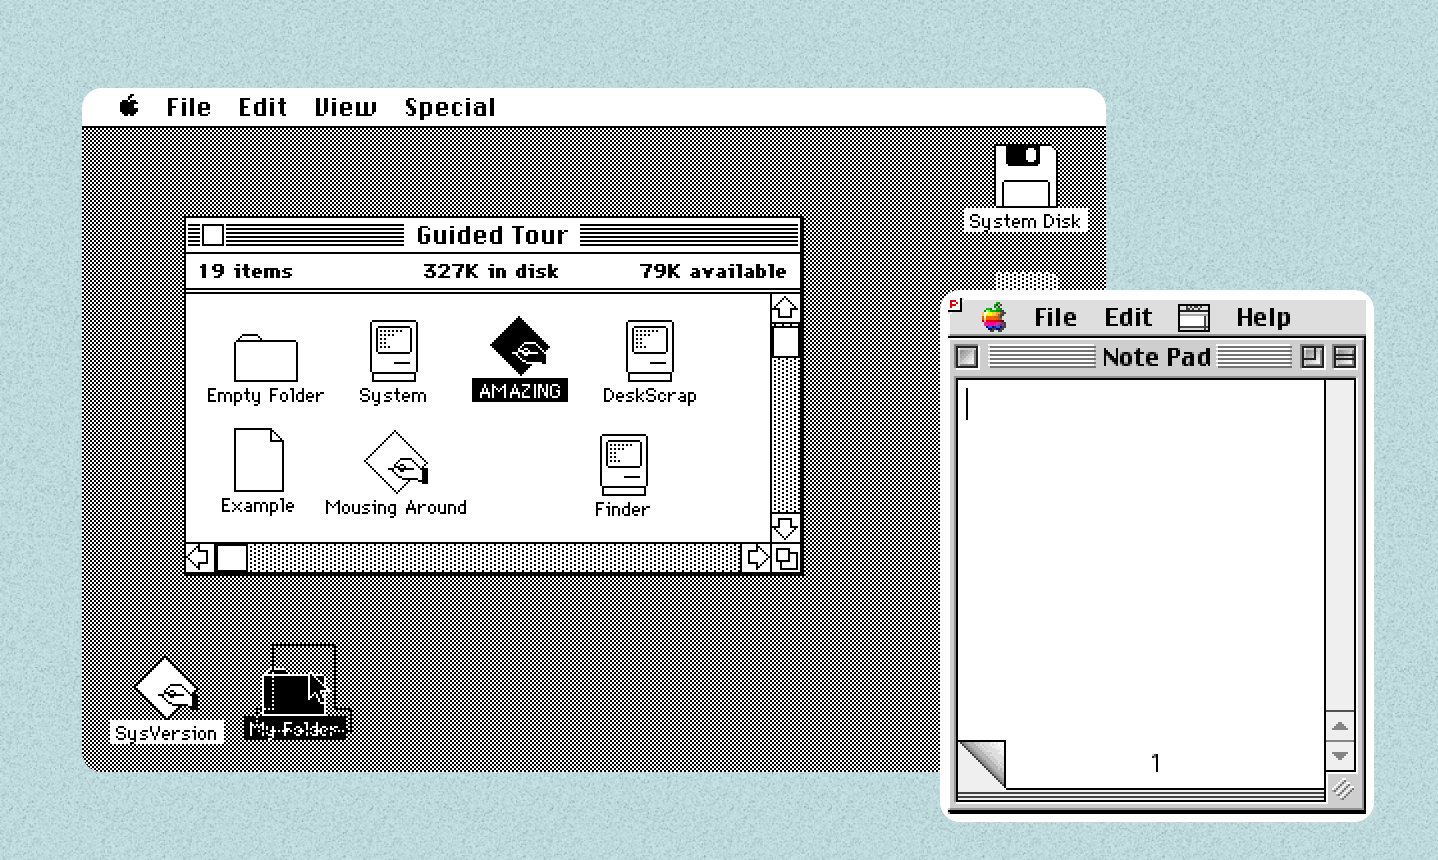 File Edit View Special
System Disk
Guided Tour
19 items 327K in disk 79K available
Empty Folder System AMAZING DeskScrap
Example Mousing Around Finder
SysVersion My Folder
P
File Edit Help
Note Pad
1